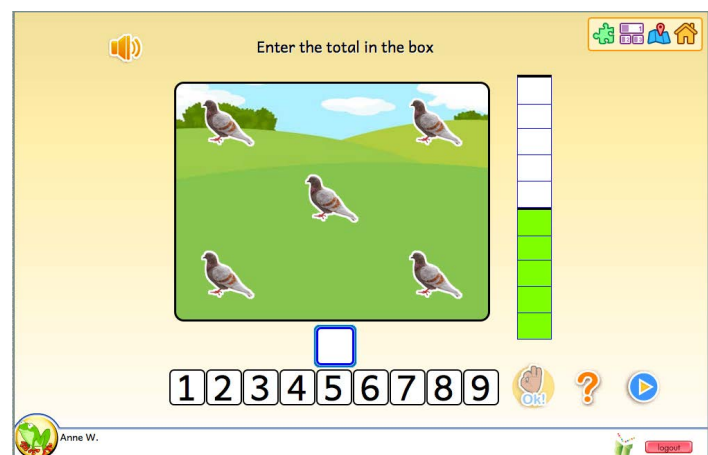 Enter the total in the box
1 2 3 4 5 6 7 8 9
Ok!
?
Anne W.
logout